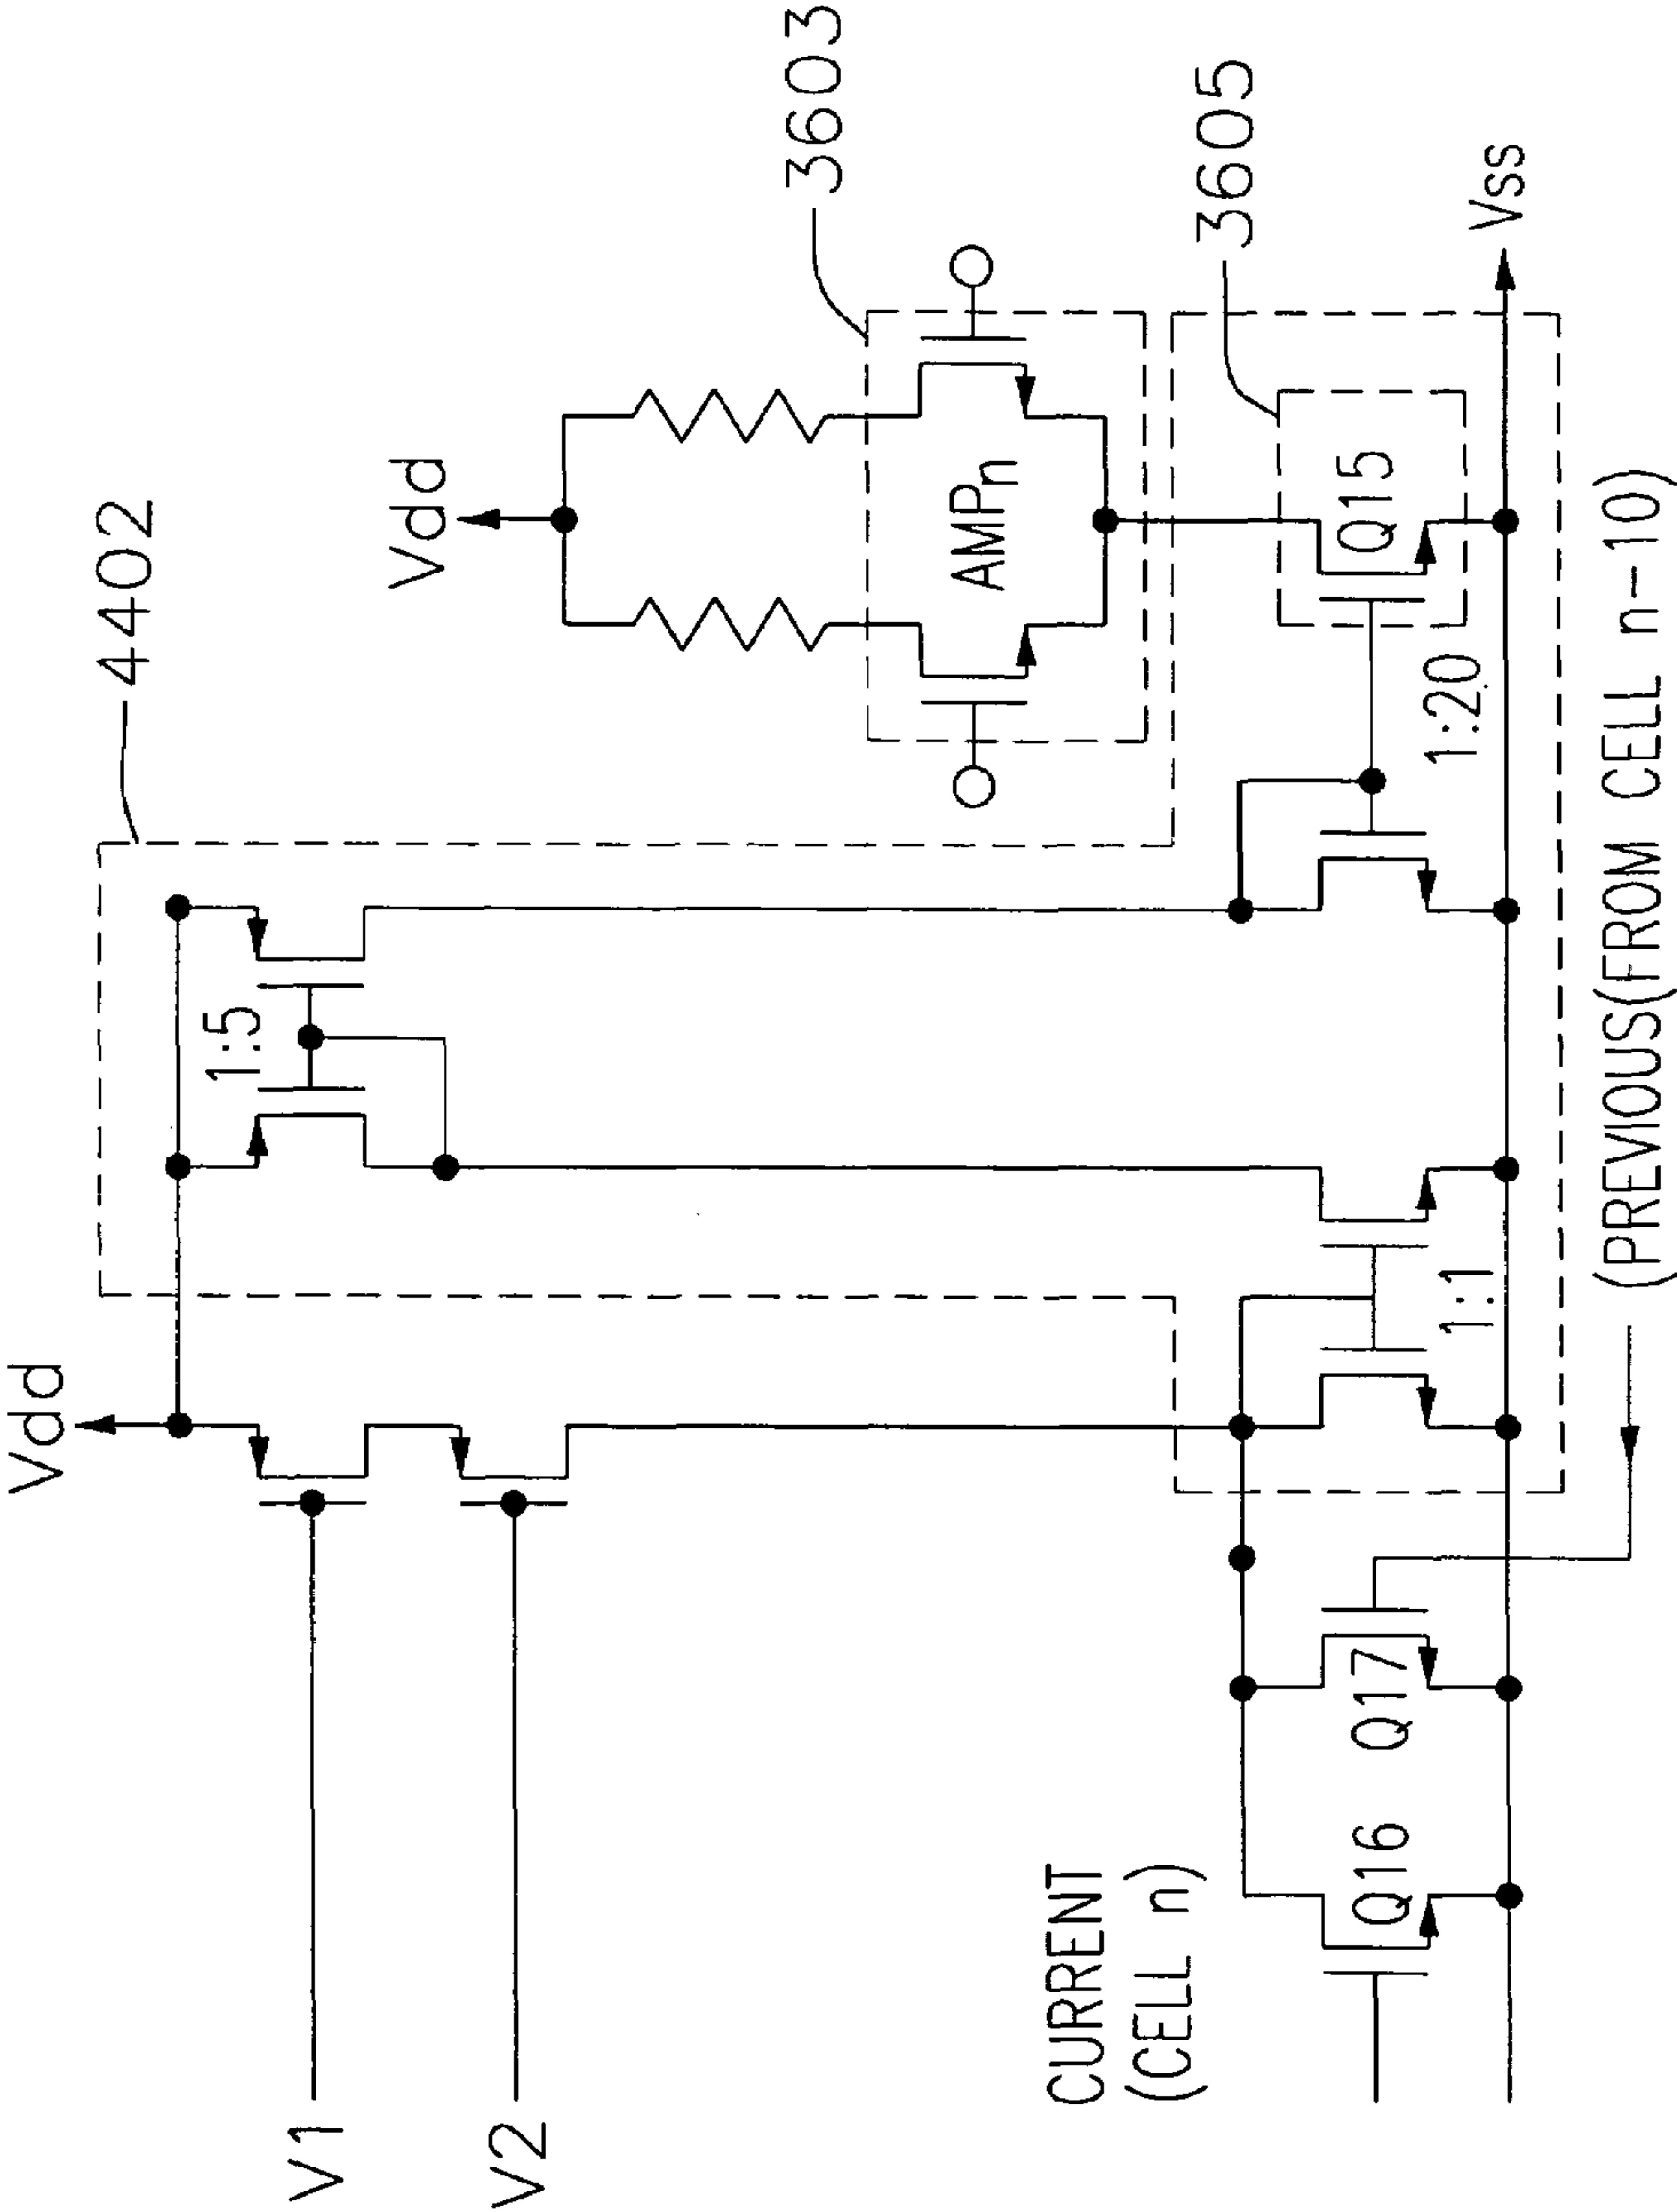 4402
Vdd
Vdd
3603
1:5
V1
V2
AMPn
3605
CURRENT
(CELL n)
Q16
Q17
1:1
1:20
Q15
Vss
(PREVIOUS(FROM CELL n-10)